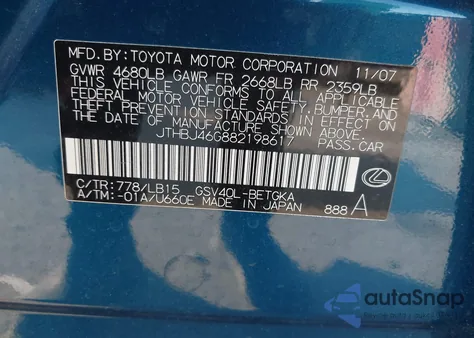 MFD.BY:TOYOTA MOTOR CORPORATION 11/07
GVWR 4680LB GAWR FR 2668LB RR 2359LB
THIS VEHICLE CONFORMS TO ALL APPLICABLE
FEDERAL MOTOR VEHICLE SAFETY, BUMPER, AND
THEFT PREVENTION STANDARDS IN EFFECT ON
THE DATE OF MANUFACTURE SHOWN ABOVE.
JTHBJ46G882198617 PASS.CAR
C/TR:778/LB15 GSV40L-BETGKA
A/TM:-01A/U660E MADE IN JAPAN 888 A
autoSnap